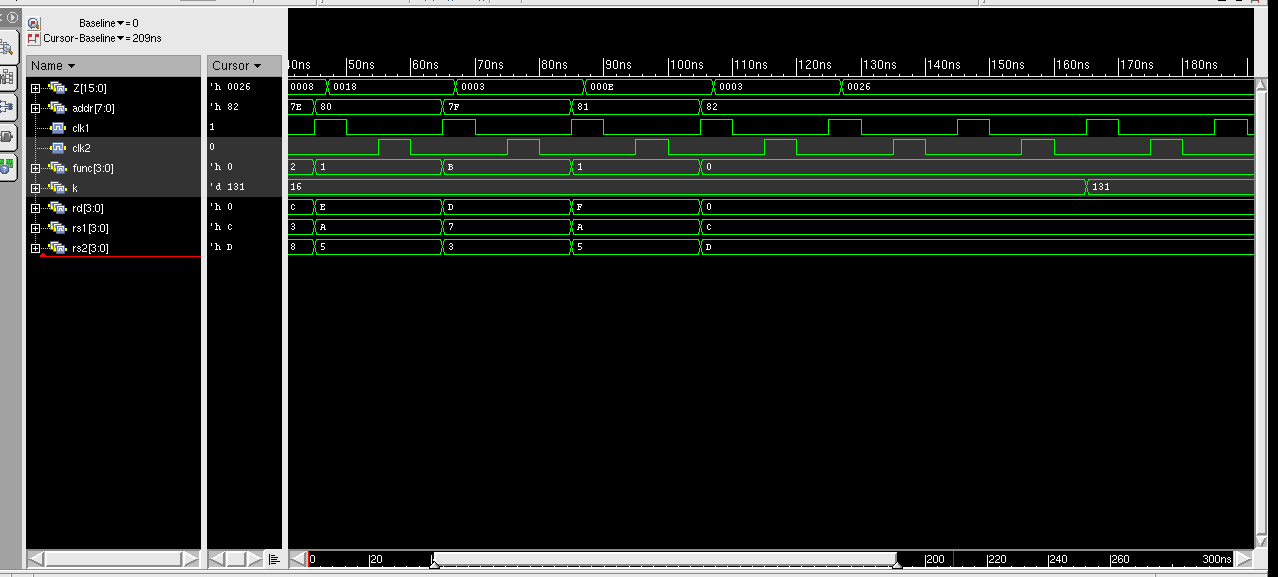 Baseline▼= 0
Cursor-Baseline▼= 209ns
Name ▼ Cursor ▼ 40ns 50ns 60ns 70ns 80ns 90ns 100ns 110ns 120ns 130ns 140ns 150ns 160ns 170ns 180ns
Z[15:0] 'h 0026 0008 0018 0003 000E 0003 0026
addr[7:0] 'h 82 7E 80 7F 81 82
clk1 1
clk2 0
func[3:0] 'h 0 2 1 B 1 0
k 'd 131 16 131
rd[3:0] 'h 0 C E D F 0
rs1[3:0] 'h C 3 A 7 A C
rs2[3:0] 'h D 8 5 3 5 D
0 20 200 220 240 260 300ns